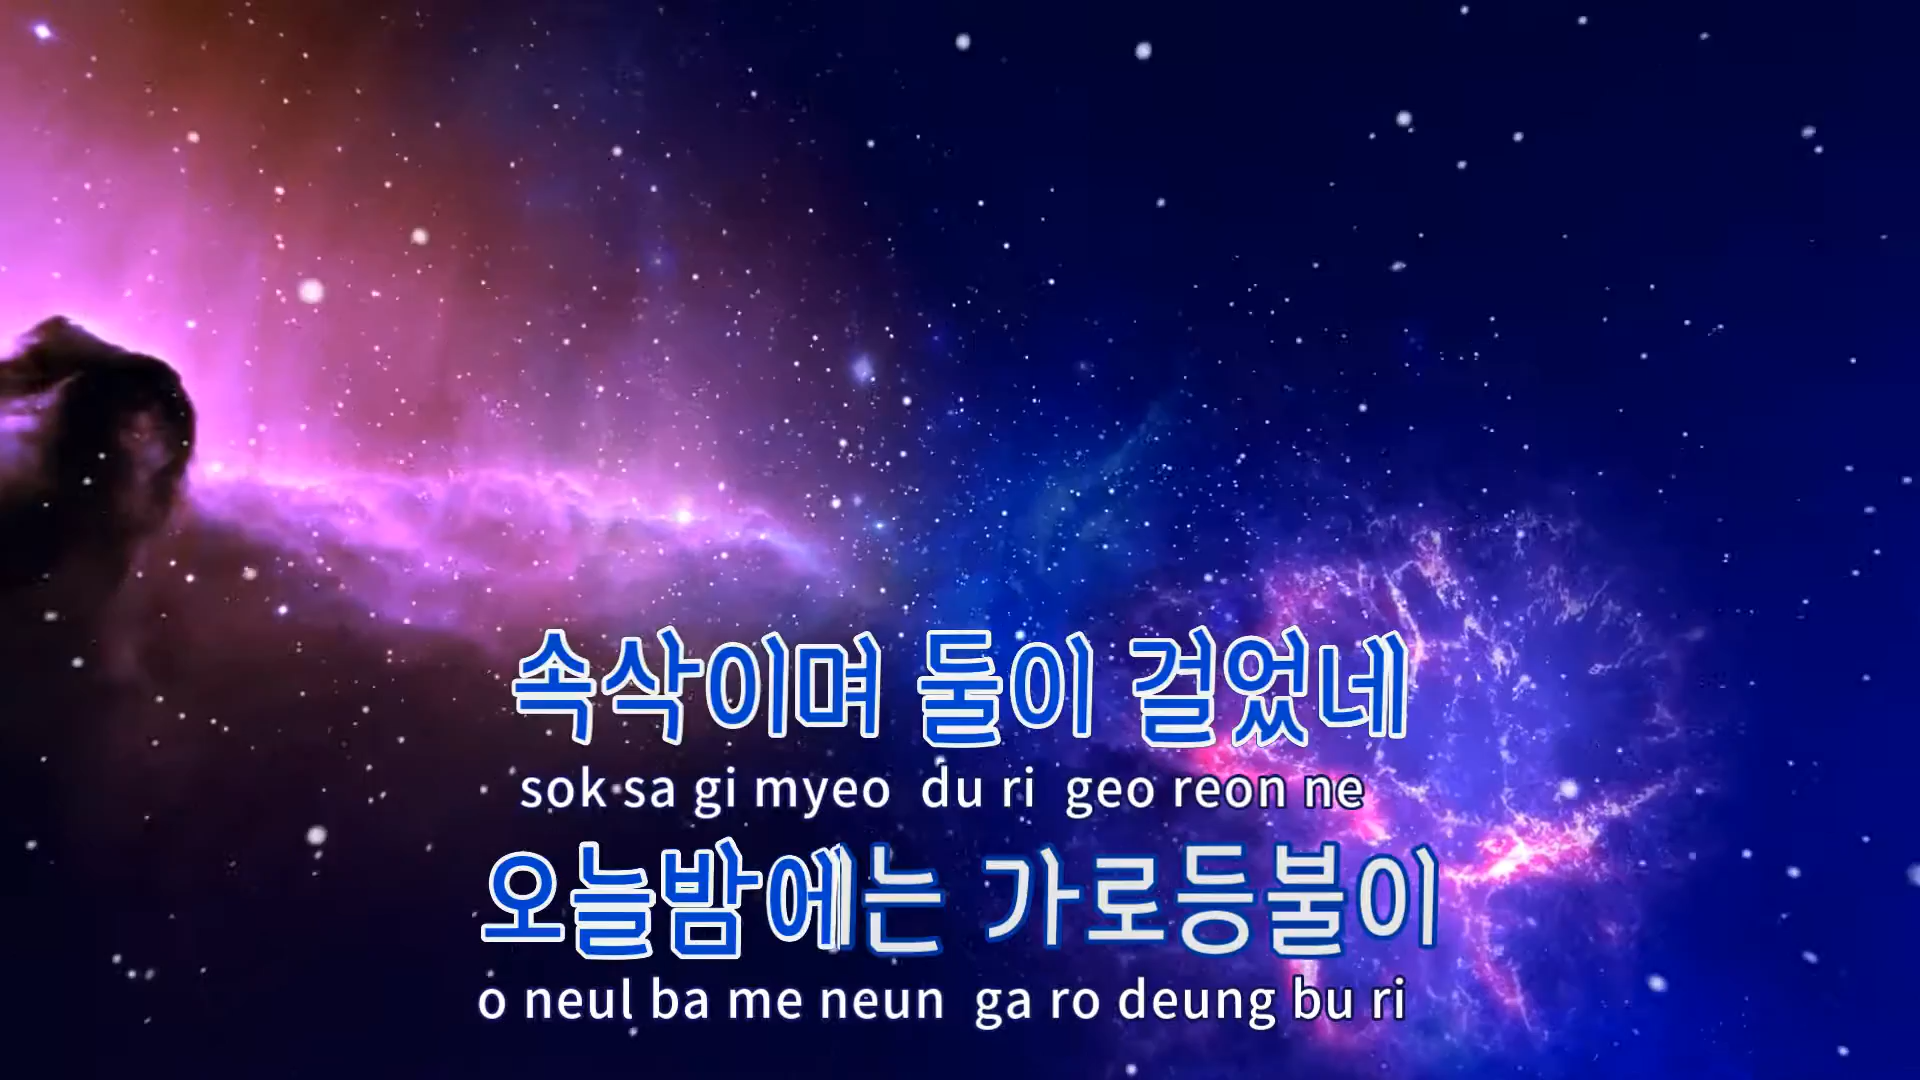 속삭이며 둘이 걸었네
sok sa gi myeo du ri geo reon ne
오늘밤에는 가로등불이
o neul ba me neun ga ro deung bu ri